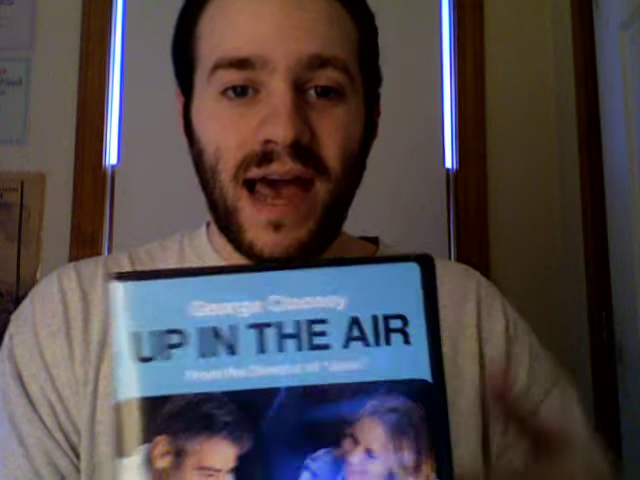 George Clooney
UP IN THE AIR
From the Director of "Juno"